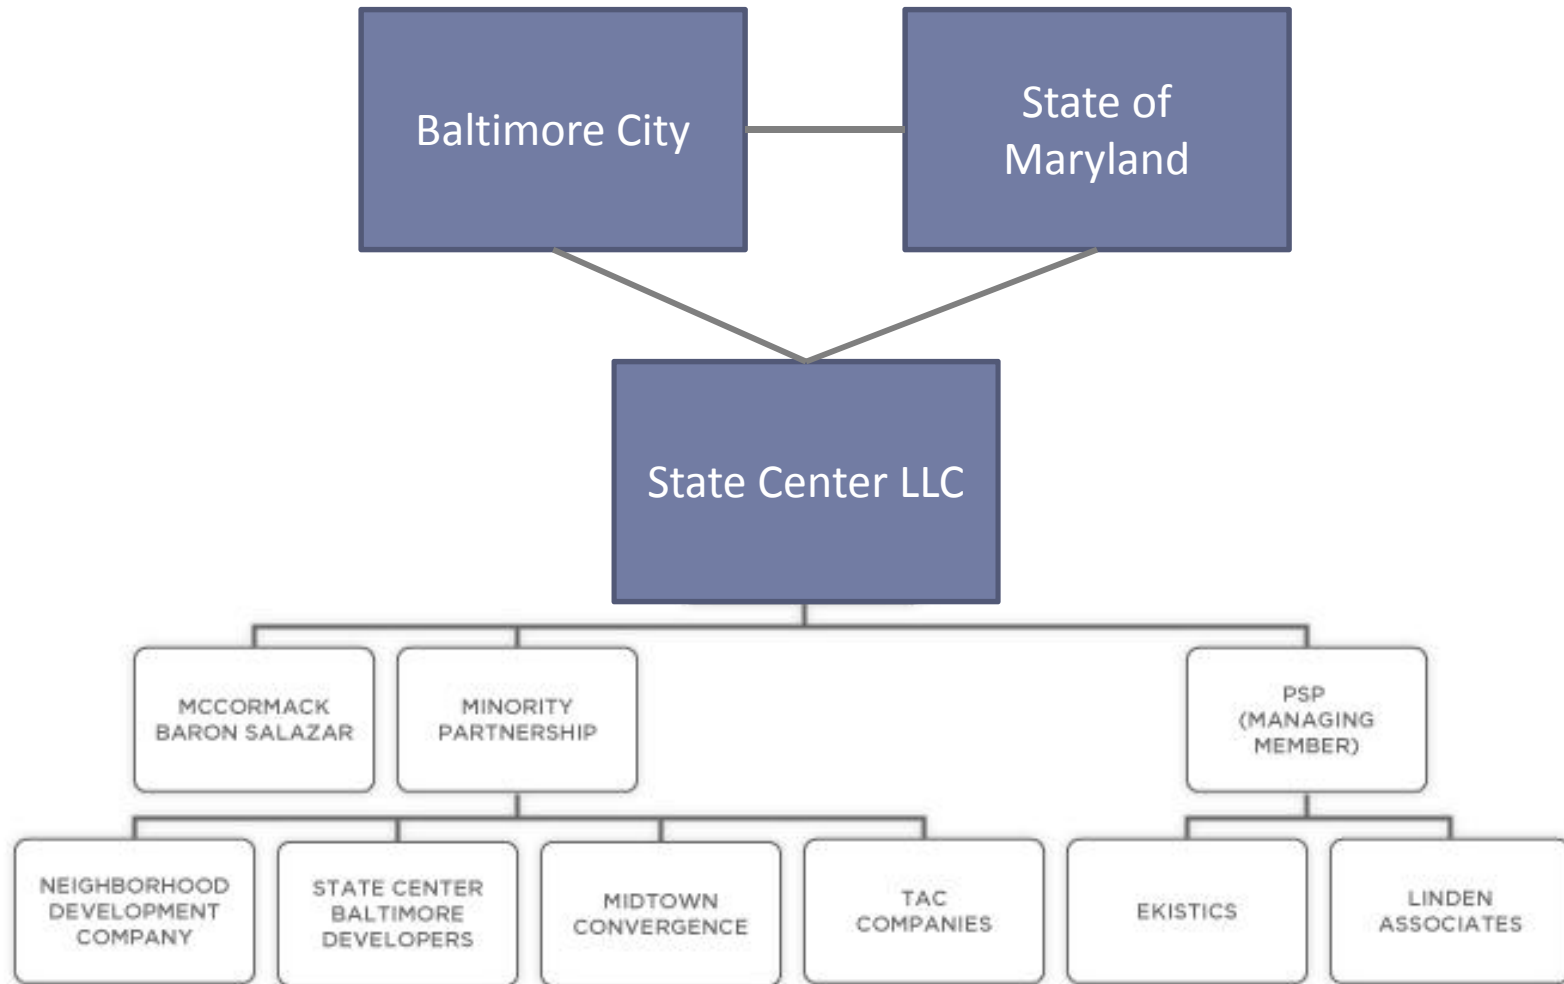 Baltimore City
State of
Maryland
State Center LLC
MCCORMACK
BARON SALAZAR
MINORITY
PARTNERSHIP
PSP
(MANAGING
MEMBER)
NEIGHBORHOOD
DEVELOPMENT
COMPANY
STATE CENTER
BALTIMORE
DEVELOPERS
MIDTOWN
CONVERGENCE
TAC
COMPANIES
EKISTICS
LINDEN
ASSOCIATES